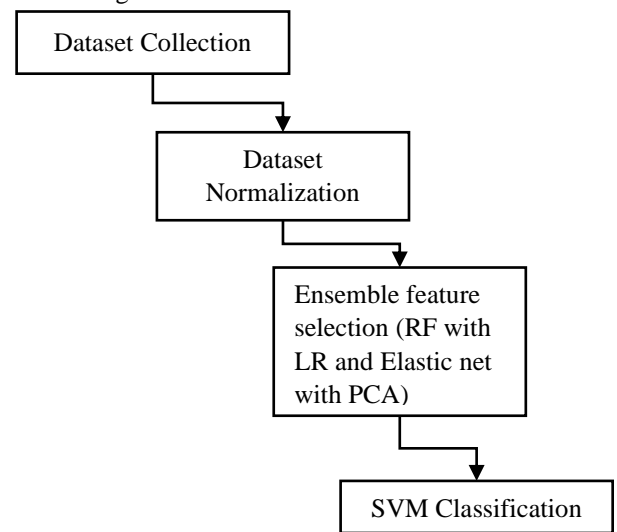 Dataset Collection
Dataset
Normalization
Ensemble feature
selection (RF with
LR and Elastic net
with PCA)
SVM Classification